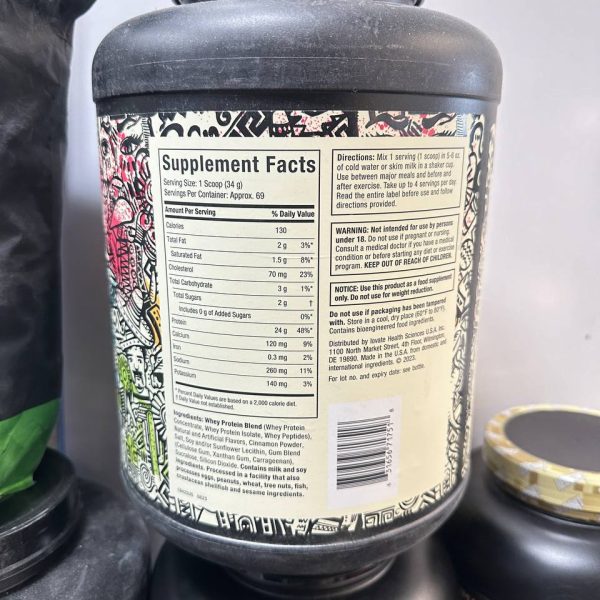 Supplement Facts
Serving Size: 1 Scoop (34 g)
Servings Per Container: Approx. 69
Amount Per Serving % Daily Value
Calories 130
Total Fat 2 g 3%*
Saturated Fat 1.5 g 8%*
Cholesterol 70 mg 23%
Total Carbohydrate 3 g 1%*
Total Sugars 2 g †
Includes 0 g of Added Sugars 0%*
Protein 24 g 48%*
Calcium 120 mg 9%
Iron 0.3 mg 2%
Sodium 260 mg 11%
Potassium 140 mg 3%
* Percent Daily Values are based on a 2,000 calorie diet.
† Daily Value not established.
Ingredients: Whey Protein Blend (Whey Protein
Concentrate, Whey Protein Isolate, Whey Peptides),
Natural and Artificial Flavors, Cinnamon Powder,
Salt, Soy and/or Sunflower Lecithin, Gum Blend
(Cellulose Gum, Xanthan Gum, Carrageenan),
Sucralose, Silicon Dioxide. Contains milk and soy
ingredients. Processed in a facility that also
processes eggs, peanuts, wheat, tree nuts, fish,
crustacean shellfish and sesame ingredients.
Directions: Mix 1 serving (1 scoop) in 5-6 oz.
of cold water or skim milk in a shaker cup.
Use between major meals and before and
after exercise. Take up to 4 servings per day.
Read the entire label before use and follow
directions provided.
WARNING: Not intended for use by persons
under 18. Do not use if pregnant or nursing.
Consult a medical doctor if you have a medical
condition or before starting any diet or exercise
program. KEEP OUT OF REACH OF CHILDREN.
NOTICE: Use this product as a food supplement
only. Do not use for weight reduction.
Do not use if packaging has been tampered
with. Store in a cool, dry place (60°F to 80°F).
Contains bioengineered food ingredients.
Distributed by Iovate Health Sciences U.S.A. Inc.
1100 North Market Street, 4th Floor, Wilmington,
DE 19890. Made in the U.S.A. from domestic and
international ingredients. © 2023.
For lot no. and expiry date: see bottle.